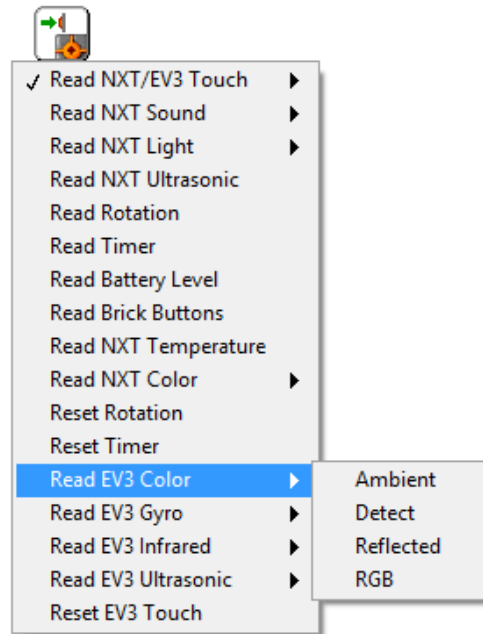 Read NXT/EV3 Touch
Read NXT Sound
Read NXT Light
Read NXT Ultrasonic
Read Rotation
Read Timer
Read Battery Level
Read Brick Buttons
Read NXT Temperature
Read NXT Color
Reset Rotation
Reset Timer
Read EV3 Color
Read EV3 Gyro
Read EV3 Infrared
Read EV3 Ultrasonic
Reset EV3 Touch
Ambient
Detect
Reflected
RGB